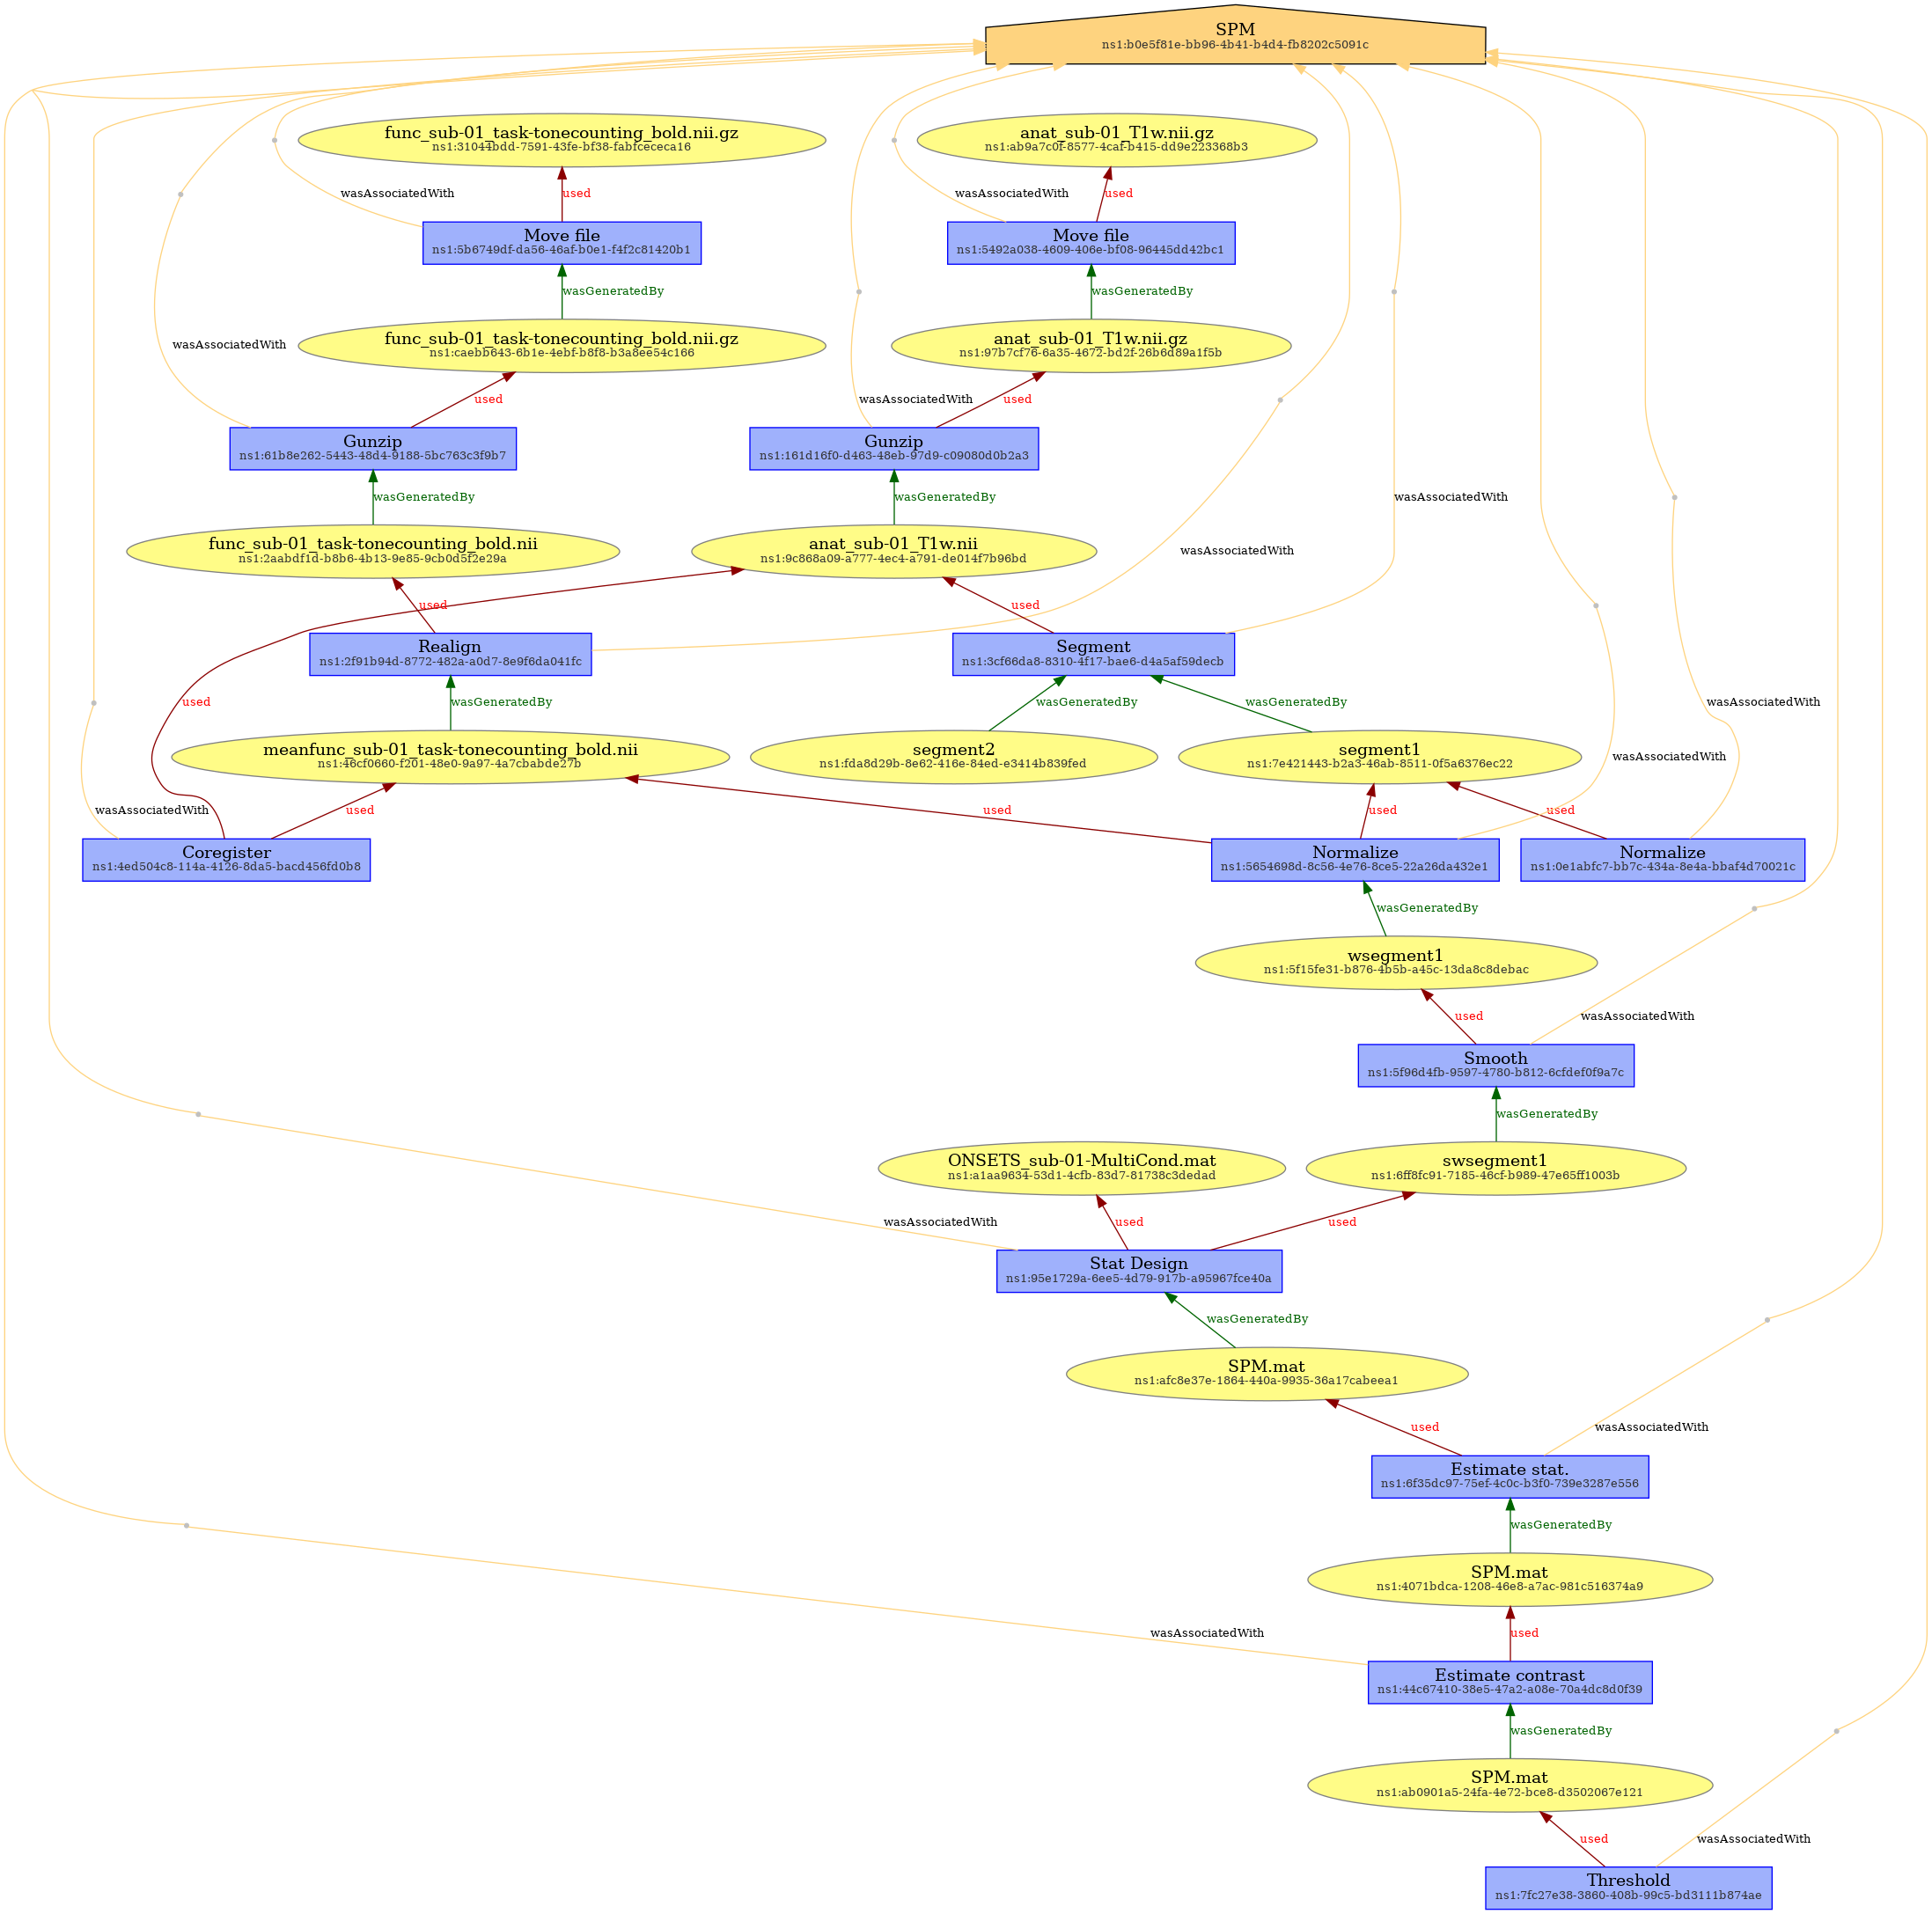 SPM
ns1:b0e5f81e-bb96-4b41-b4d4-fb8202c5091c
func_sub-01_task-tonecounting_bold.nii.gz
ns1:31044bdd-7591-43fe-bf38-fabfcececa16
anat_sub-01_T1w.nii.gz
ns1:ab9a7c0f-8577-4caf-b415-dd9e223368b3
wasAssociatedWith
used
wasAssociatedWith
used
Move file
ns1:5b6749df-da56-46af-b0e1-f4f2c81420b1
Move file
ns1:5492a038-4609-406e-bf08-96445dd42bc1
wasGeneratedBy
wasGeneratedBy
wasAssociatedWith
func_sub-01_task-tonecounting_bold.nii.gz
ns1:caebb643-6b1e-4ebf-b8f8-b3a8ee54c166
anat_sub-01_T1w.nii.gz
ns1:97b7cf76-6a35-4672-bd2f-26b6d89a1f5b
used
wasAssociatedWith
used
Gunzip
ns1:61b8e262-5443-48d4-9188-5bc763c3f9b7
Gunzip
ns1:161d16f0-d463-48eb-97d9-c09080d0b2a3
wasGeneratedBy
wasGeneratedBy
wasAssociatedWith
func_sub-01_task-tonecounting_bold.nii
ns1:2aabdf1d-b8b6-4b13-9e85-9cb0d5f2e29a
anat_sub-01_T1w.nii
ns1:9c868a09-a777-4ec4-a791-de014f7b96bd
wasAssociatedWith
used
used
Realign
ns1:2f91b94d-8772-482a-a0d7-8e9f6da041fc
Segment
ns1:3cf66da8-8310-4f17-bae6-d4a5af59decb
used
wasGeneratedBy
wasGeneratedBy
wasGeneratedBy
wasAssociatedWith
meanfunc_sub-01_task-tonecounting_bold.nii
ns1:46cf0660-f201-48e0-9a97-4a7cbabde27b
segment2
ns1:fda8d29b-8e62-416e-84ed-e3414b839fed
segment1
ns1:7e421443-b2a3-46ab-8511-0f5a6376ec22
wasAssociatedWith
wasAssociatedWith
used
used
used
used
Coregister
ns1:4ed504c8-114a-4126-8da5-bacd456fd0b8
Normalize
ns1:5654698d-8c56-4e76-8ce5-22a26da432e1
Normalize
ns1:0e1abfc7-bb7c-434a-8e4a-bbaf4d70021c
wasGeneratedBy
wsegment1
ns1:5f15fe31-b876-4b5b-a45c-13da8c8debac
used
wasAssociatedWith
Smooth
ns1:5f96d4fb-9597-4780-b812-6cfdef0f9a7c
wasGeneratedBy
ONSETS_sub-01-MultiCond.mat
ns1:a1aa9634-53d1-4cfb-83d7-81738c3dedad
swsegment1
ns1:6ff8fc91-7185-46cf-b989-47e65ff1003b
wasAssociatedWith
used
used
Stat Design
ns1:95e1729a-6ee5-4d79-917b-a95967fce40a
wasGeneratedBy
SPM.mat
ns1:afc8e37e-1864-440a-9935-36a17cabeea1
used
wasAssociatedWith
Estimate stat.
ns1:6f35dc97-75ef-4c0c-b3f0-739e3287e556
wasGeneratedBy
SPM.mat
ns1:4071bdca-1208-46e8-a7ac-981c516374a9
wasAssociatedWith
used
Estimate contrast
ns1:44c67410-38e5-47a2-a08e-70a4dc8d0f39
wasGeneratedBy
SPM.mat
ns1:ab0901a5-24fa-4e72-bce8-d3502067e121
used
wasAssociatedWith
Threshold
ns1:7fc27e38-3860-408b-99c5-bd3111b874ae